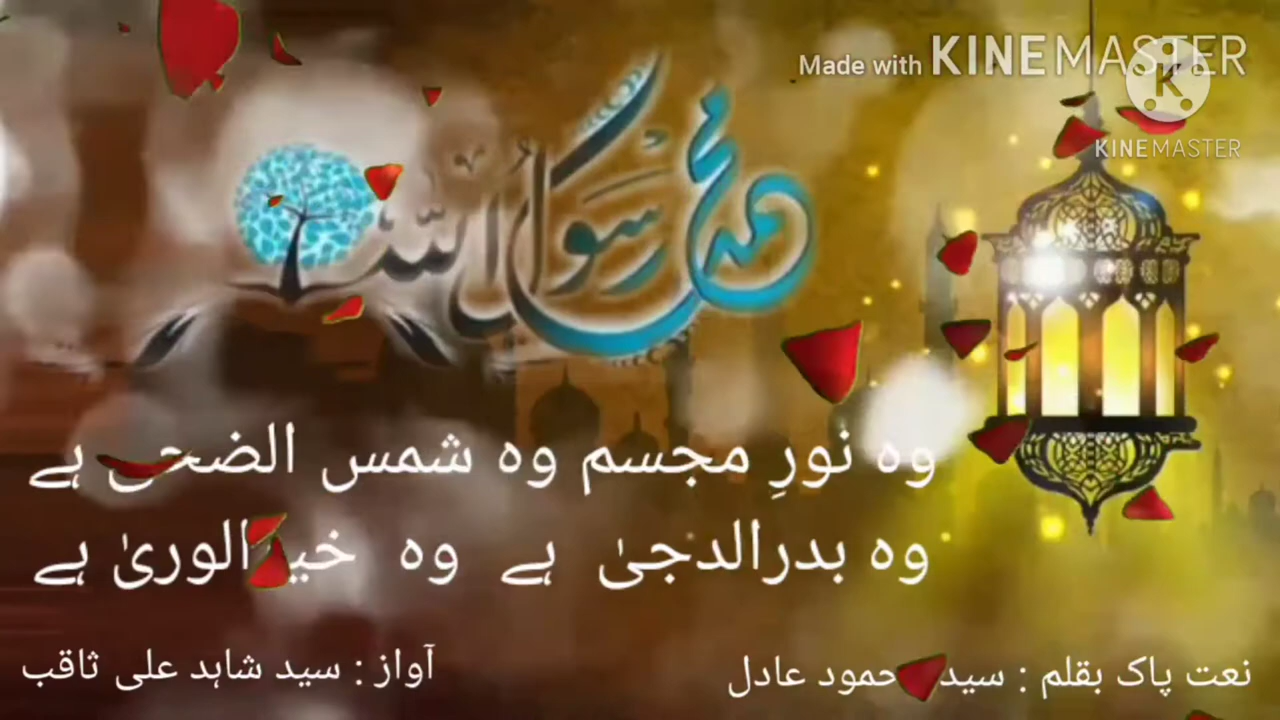 Made with KINEMASTER
K
KINEMASTER
محمد رسول الله
وہ نورِ مجسم وہ شمس الضحی ہے
وہ بدرالدجیٰ ہے وہ خیرالوریٰ ہے
نعت پاک بقلم : سید محمود عادل
آواز : سید شاہد علی ثاقب